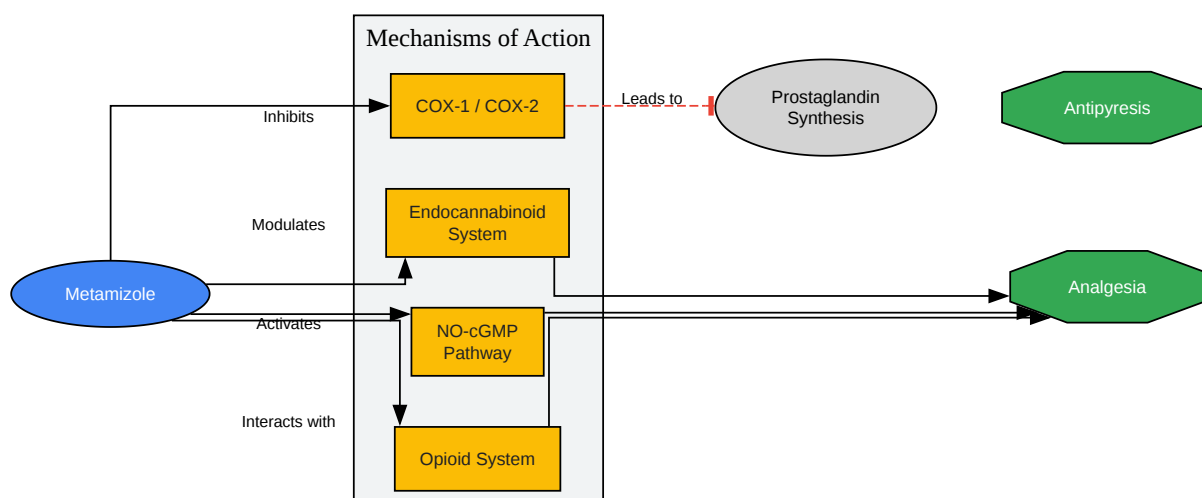 Mechanisms of Action
COX-1 / COX-2
Leads to
Prostaglandin
Synthesis
Antipyresis
Inhibits
Endocannabinoid
System
Modulates
Metamizole
Analgesia
Activates
NO-cGMP
Pathway
Interacts with
Opioid System